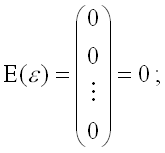 E(ε) = (0 0 ⋮ 0) = 0 ;